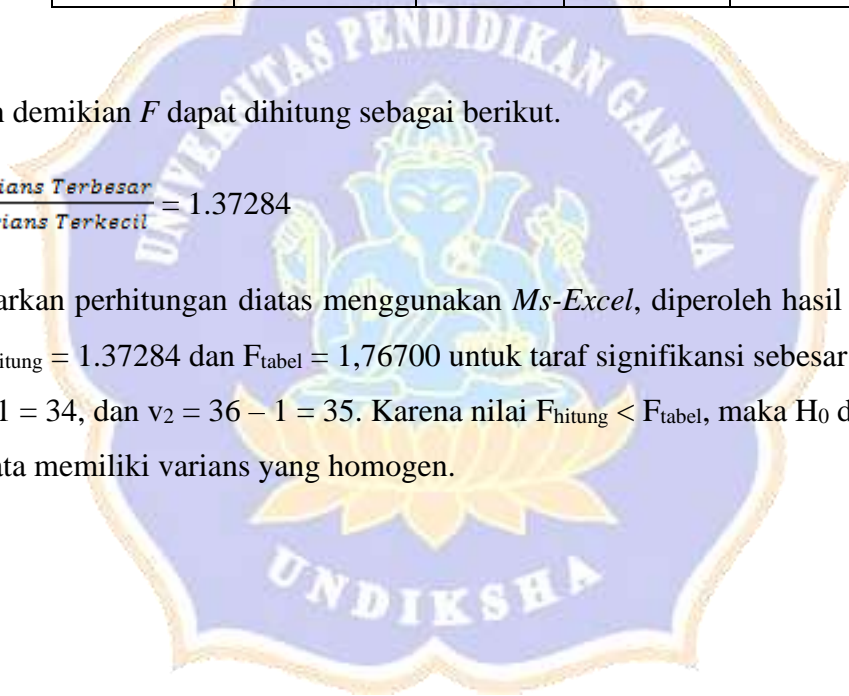 UNIVERSITAS PENDIDIKAN GANESHA
n demikian F dapat dihitung sebagai berikut.
ians Terbesar
rians Terkecil
= 1.37284
arkan perhitungan diatas menggunakan Ms-Excel, diperoleh hasil
itung = 1.37284 dan Ftabel = 1,76700 untuk taraf signifikansi sebesar
1 = 34, dan v2 = 36 – 1 = 35. Karena nilai Fhitung < Ftabel, maka H0 d
ata memiliki varians yang homogen.
UNDIKSHA